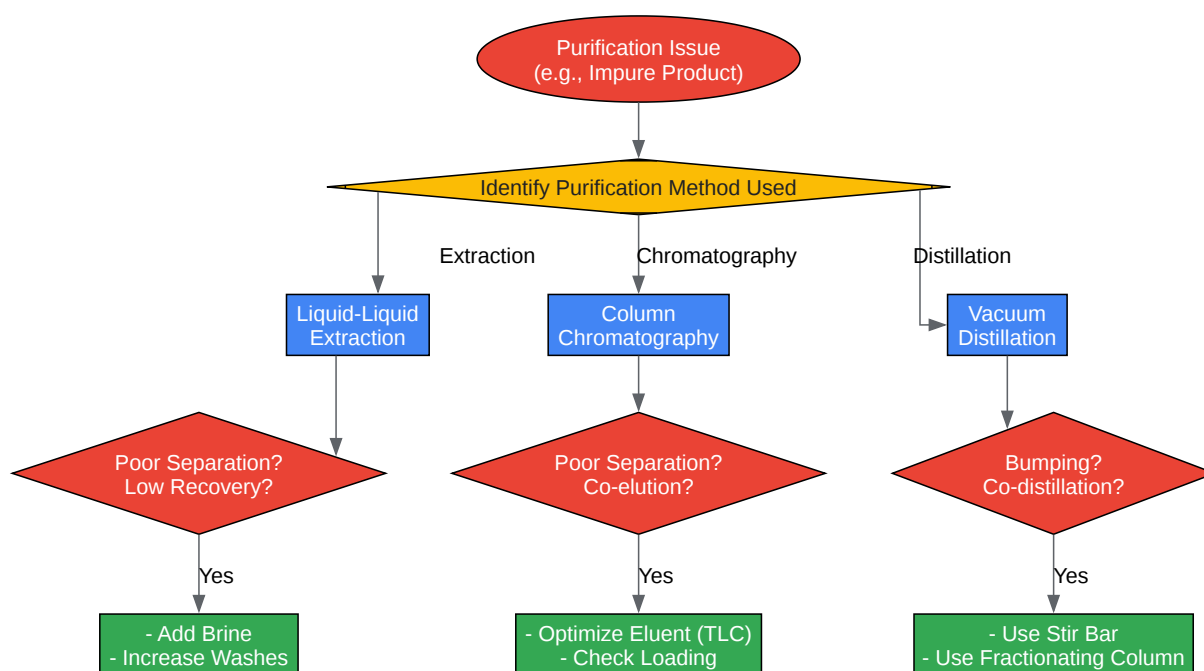 Purification Issue
(e.g., Impure Product)
Identify Purification Method Used
Extraction
Chromatography
Distillation
Liquid-Liquid
Extraction
Column
Chromatography
Vacuum
Distillation
Poor Separation?
Low Recovery?
Poor Separation?
Co-elution?
Bumping?
Co-distillation?
Yes
Yes
Yes
- Add Brine
- Increase Washes
- Optimize Eluent (TLC)
- Check Loading
- Use Stir Bar
- Use Fractionating Column